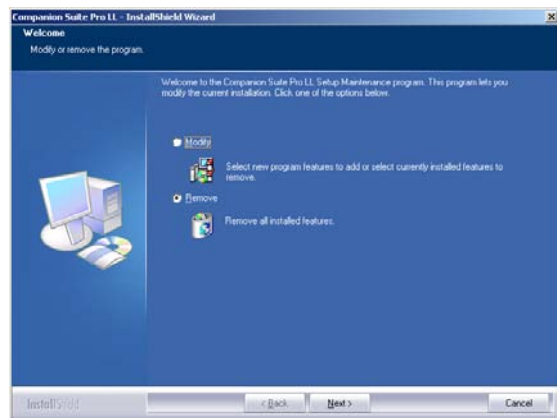 Companion Suite Pro LL - InstallShield Wizard
Welcome
Modify or remove the program.
Welcome to the Companion Suite Pro LL Setup Maintenance program. This program lets you
modify the current installation. Click one of the options below.
Modify
Select new program features to add or select currently installed features to
remove.
Remove
Remove all installed features.
InstallShield
< Back
Next >
Cancel